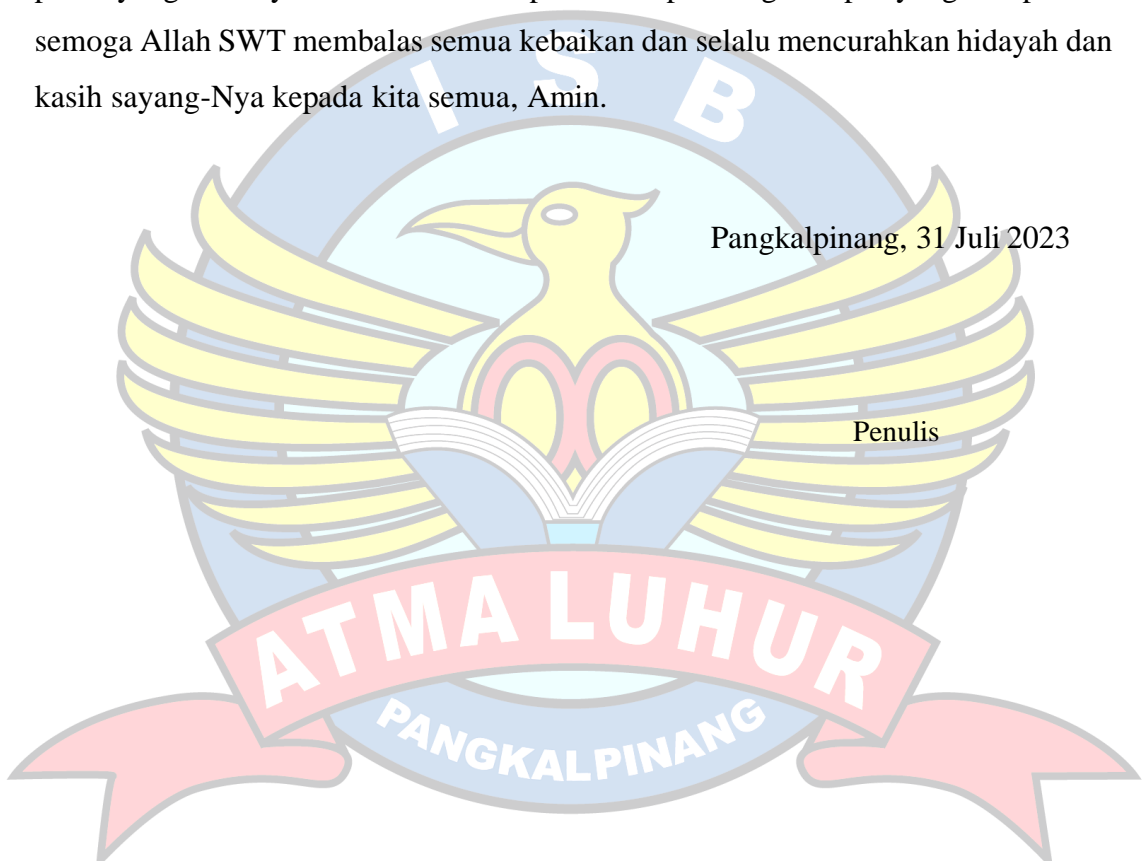 semoga Allah SWT membalas semua kebaikan dan selalu mencurahkan hidayah dan
kasih sayang-Nya kepada kita semua, Amin.
I S B
Pangkalpinang, 31 Juli 2023
Penulis
ATMA LUHUR
PANGKALPINANG